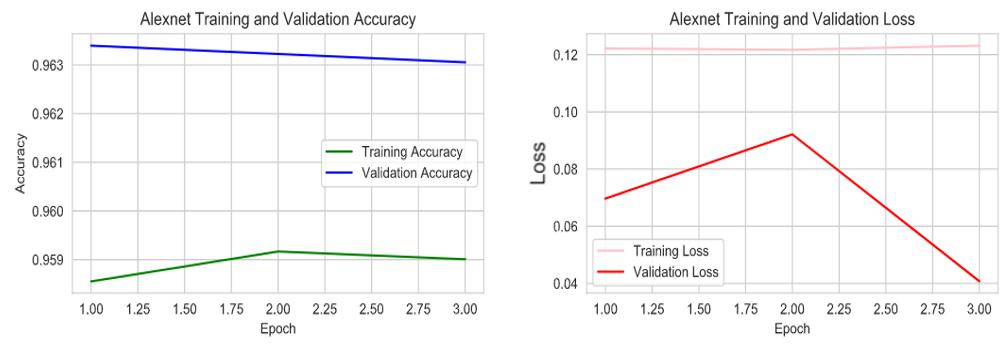 Alexnet Training and Validation Accuracy
0.963
0.962
0.961
0.960
0.959
Accuracy
Training Accuracy
Validation Accuracy
1.00 1.25 1.50 1.75 2.00 2.25 2.50 2.75 3.00
Epoch
Alexnet Training and Validation Loss
0.12
0.10
0.08
0.06
0.04
Loss
Training Loss
Validation Loss
1.00 1.25 1.50 1.75 2.00 2.25 2.50 2.75 3.00
Epoch